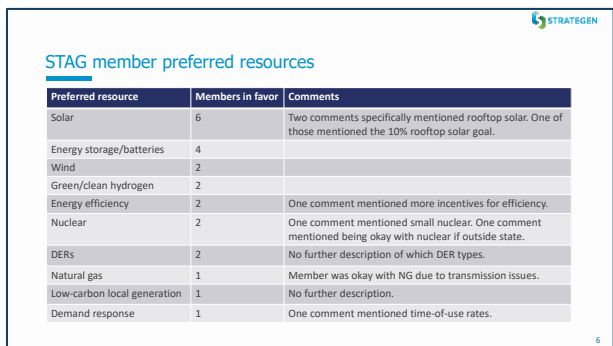 STRATEGEN
STAG member preferred resources
Preferred resource Members in favor Comments
Solar 6 Two comments specifically mentioned rooftop solar. One of
those mentioned the 10% rooftop solar goal.
Energy storage/batteries 4
Wind 2
Green/clean hydrogen 2
Energy efficiency 2 One comment mentioned more incentives for efficiency.
Nuclear 2 One comment mentioned small nuclear. One comment
mentioned being okay with nuclear if outside state.
DERs 2 No further description of which DER types.
Natural gas 1 Member was okay with NG due to transmission issues.
Low-carbon local generation 1 No further description.
Demand response 1 One comment mentioned time-of-use rates.
6